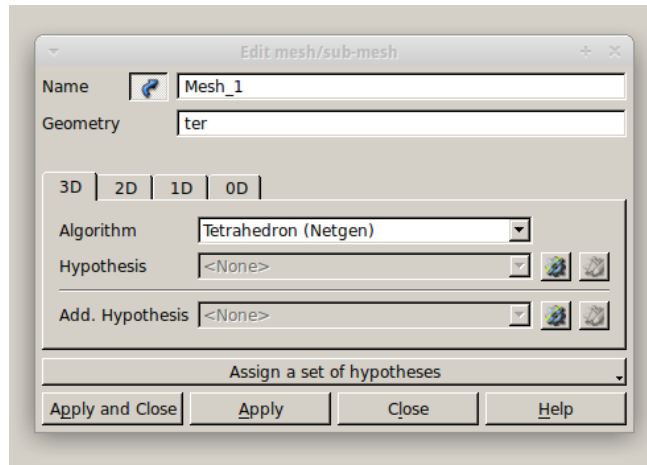 Edit mesh/sub-mesh
Name Mesh_1
Geometry ter
3D 2D 1D 0D
Algorithm Tetrahedron (Netgen)
Hypothesis <None>
Add. Hypothesis <None>
Assign a set of hypotheses
Apply and Close Apply Close Help